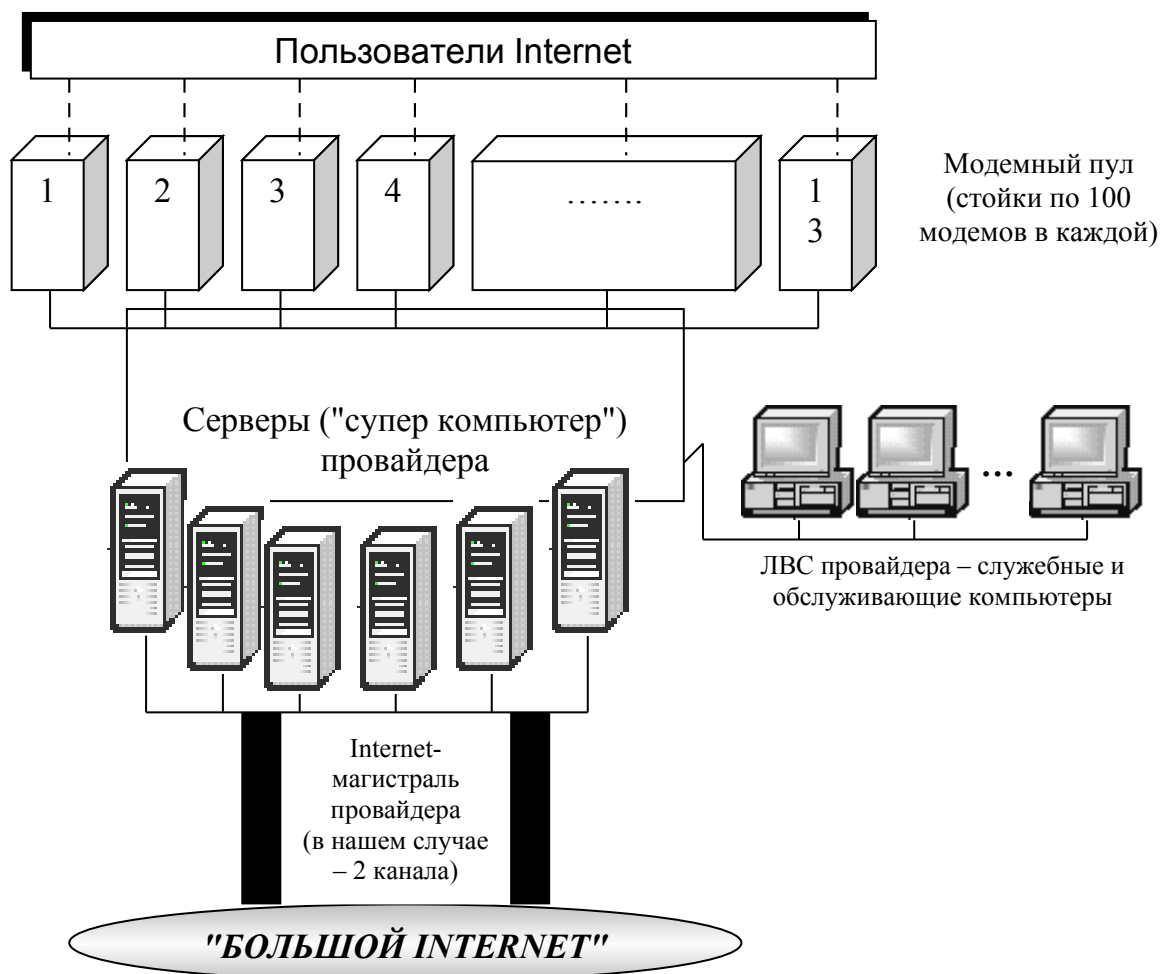 Пользователи Internet
1
2
3
4
.......
1
3
Модемный пул
(стойки по 100
модемов в каждой)
Серверы ("супер компьютер")
провайдера
...
ЛВС провайдера – служебные и
обслуживающие компьютеры
Internet-
магистраль
провайдера
(в нашем случае
– 2 канала)
"БОЛЬШОЙ INTERNET"